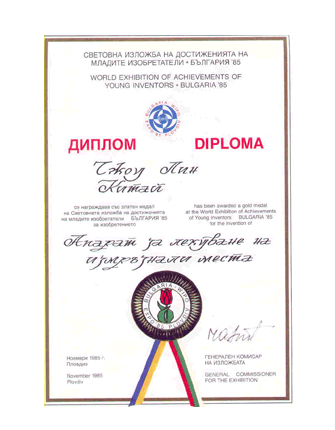 СВЕТОВНА ИЗЛОЖБА НА ДОСТИЖЕНИЯТА НА
МЛАДИТЕ ИЗОБРЕТАТЕЛИ • БЪЛГАРИЯ '85
WORLD EXHIBITION OF ACHIEVEMENTS OF
YOUNG INVENTORS • BULGARIA '85
ДИПЛОМ
DIPLOMA
Чжоу Лин
Китай
се награждава със златен медал
на Световната изложба на достиженията
на младите изобретатели БЪЛГАРИЯ '85
за изобретението
has been awarded a gold medal
at the World Exhibition of Achievements
of Young Inventors BULGARIA '85
for the invention of
Апарат за лекуване на
измръзнали места
Ноември 1985 г.
Пловдив
November 1985
Plovdiv
ГЕНЕРАЛЕН КОМИСАР
НА ИЗЛОЖБАТА
GENERAL COMMISSIONER
FOR THE EXHIBITION